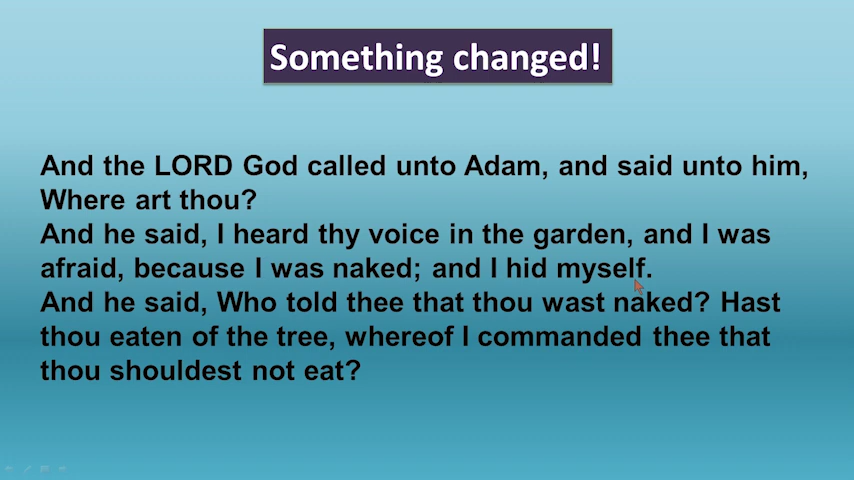 Something changed!
And the LORD God called unto Adam, and said unto him,
Where art thou?
And he said, I heard thy voice in the garden, and I was
afraid, because I was naked; and I hid myself.
And he said, Who told thee that thou wast naked? Hast
thou eaten of the tree, whereof I commanded thee that
thou shouldest not eat?